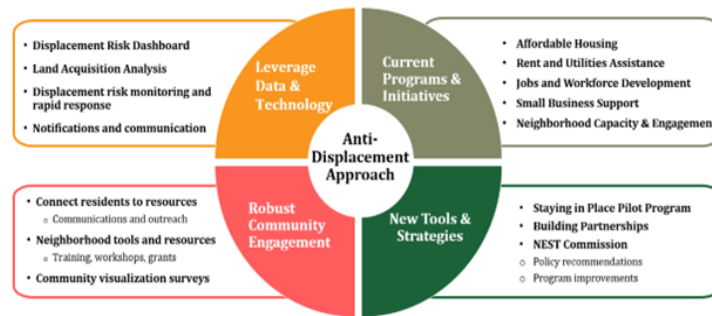 • Displacement Risk Dashboard
• Land Acquisition Analysis
• Displacement risk monitoring and
rapid response
• Notifications and communication
Leverage
Data &
Technology
Current
Programs &
Initiatives
• Affordable Housing
• Rent and Utilities Assistance
• Jobs and Workforce Development
• Small Business Support
• Neighborhood Capacity & Engagement
Anti-
Displacement
Approach
• Connect residents to resources
o Communications and outreach
• Neighborhood tools and resources
o Training, workshops, grants
• Community visualization surveys
Robust
Community
Engagement
New Tools &
Strategies
• Staying in Place Pilot Program
• Building Partnerships
• NEST Commission
o Policy recommendations
o Program improvements